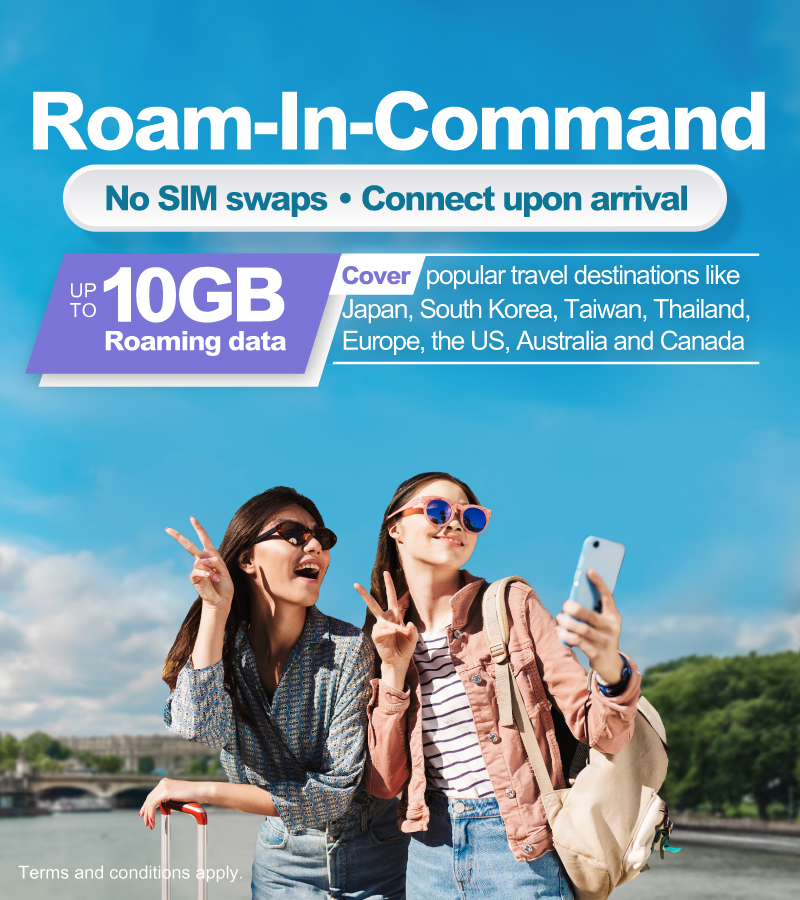 Roam-In-Command
No SIM swaps • Connect upon arrival
UP TO 10GB
Roaming data
Cover popular travel destinations like
Japan, South Korea, Taiwan, Thailand,
Europe, the US, Australia and Canada
Terms and conditions apply.